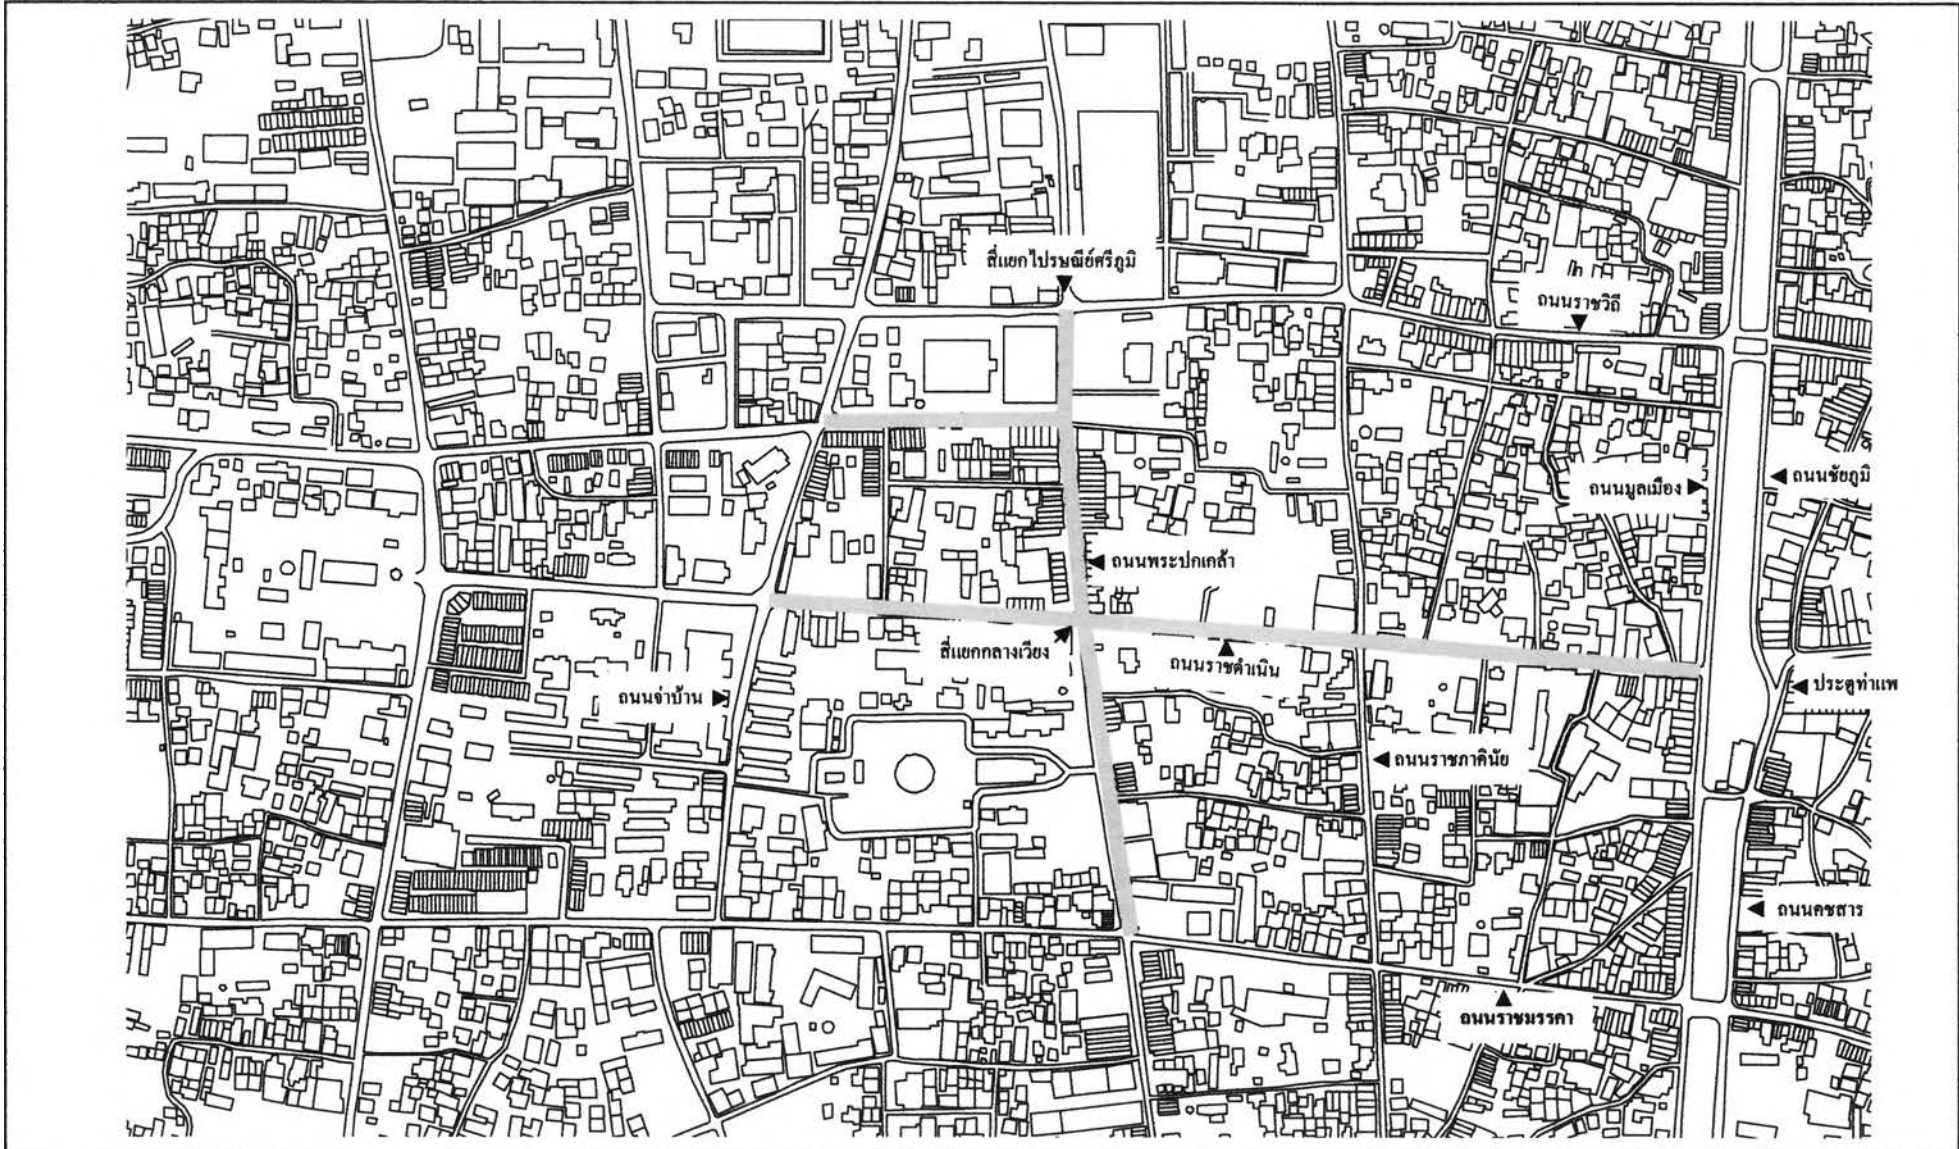 สี่แยกไปรษณีย์ศรีภูมิ
ถนนราชวิถี
ถนนชัยภูมิ
ถนนมูลเมือง
ถนนพระปกเกล้า
สี่แยกกลางเวียง
ถนนราชดำเนิน
ประตูท่าแพ
ถนนจ่าบ้าน
ถนนราชภาคินัย
ถนนคชสาร
ถนนราชมรรคา